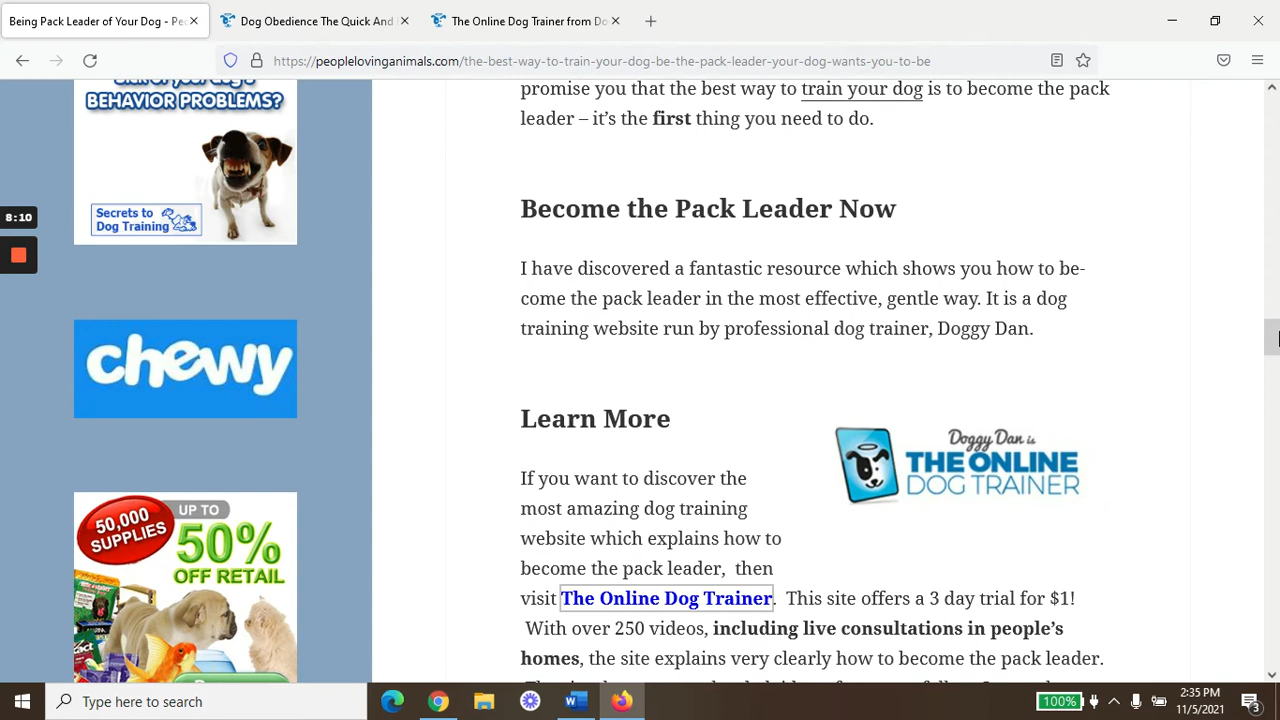 Being Pack Leader of Your Dog - Pe
Dog Obedience The Quick And
The Online Dog Trainer from Do
https://peoplelovinganimals.com/the-best-way-to-train-your-dog-be-the-pack-leader-your-dog-wants-you-to-be
BEHAVIOR PROBLEMS?
Secrets to
Dog Training
8:10
chewy
50,000
SUPPLIES
UP TO
50%
OFF RETAIL
promise you that the best way to train your dog is to become the pack
leader – it's the first thing you need to do.
Become the Pack Leader Now
I have discovered a fantastic resource which shows you how to be-
come the pack leader in the most effective, gentle way. It is a dog
training website run by professional dog trainer, Doggy Dan.
Learn More
Doggy Dan is
THE ONLINE
DOG TRAINER
If you want to discover the
most amazing dog training
website which explains how to
become the pack leader, then
visit The Online Dog Trainer. This site offers a 3 day trial for $1!
With over 250 videos, including live consultations in people's
homes, the site explains very clearly how to become the pack leader.
Type here to search
100%
2:35 PM
11/5/2021
3